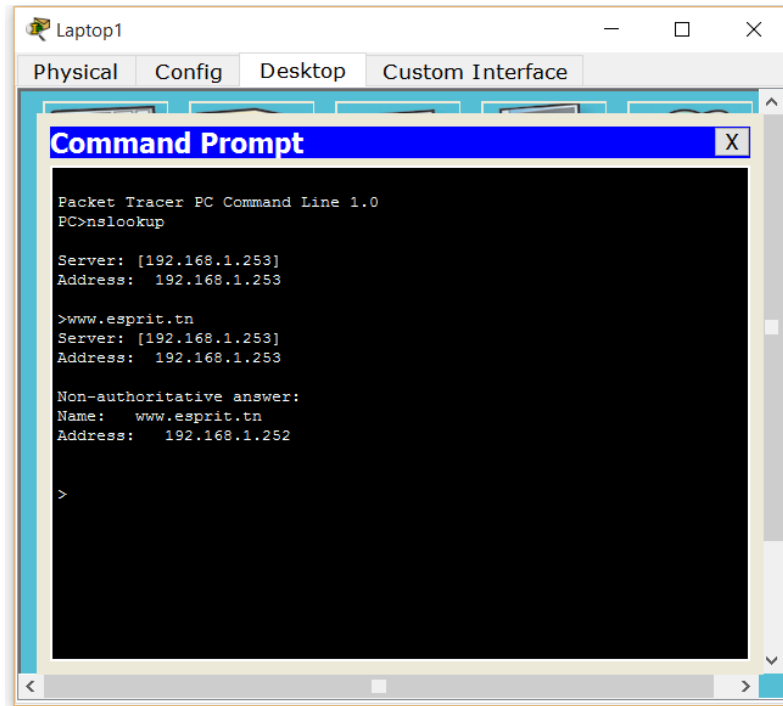 Laptop1
Physical Config Desktop Custom Interface
Command Prompt X
Packet Tracer PC Command Line 1.0
PC>nslookup
Server: [192.168.1.253]
Address:  192.168.1.253
>www.esprit.tn
Server: [192.168.1.253]
Address:  192.168.1.253
Non-authoritative answer:
Name:   www.esprit.tn
Address:   192.168.1.252
>